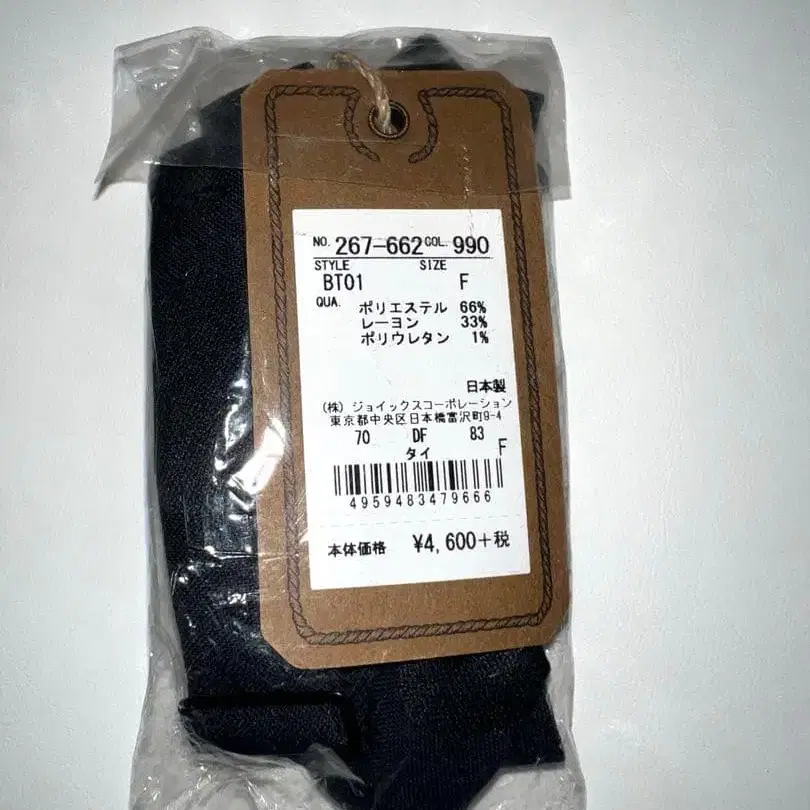 NO. 267-662 COL. 990
STYLE SIZE
BT01 F
QUA. ポリエステル 66%
レーヨン 33%
ポリウレタン 1%
日本製
(株) ジョイックスコーポレーション
東京都中央区日本橋富沢町9-4
70 DF 83
タイ F
4959483479666
本体価格 ¥4,600+税